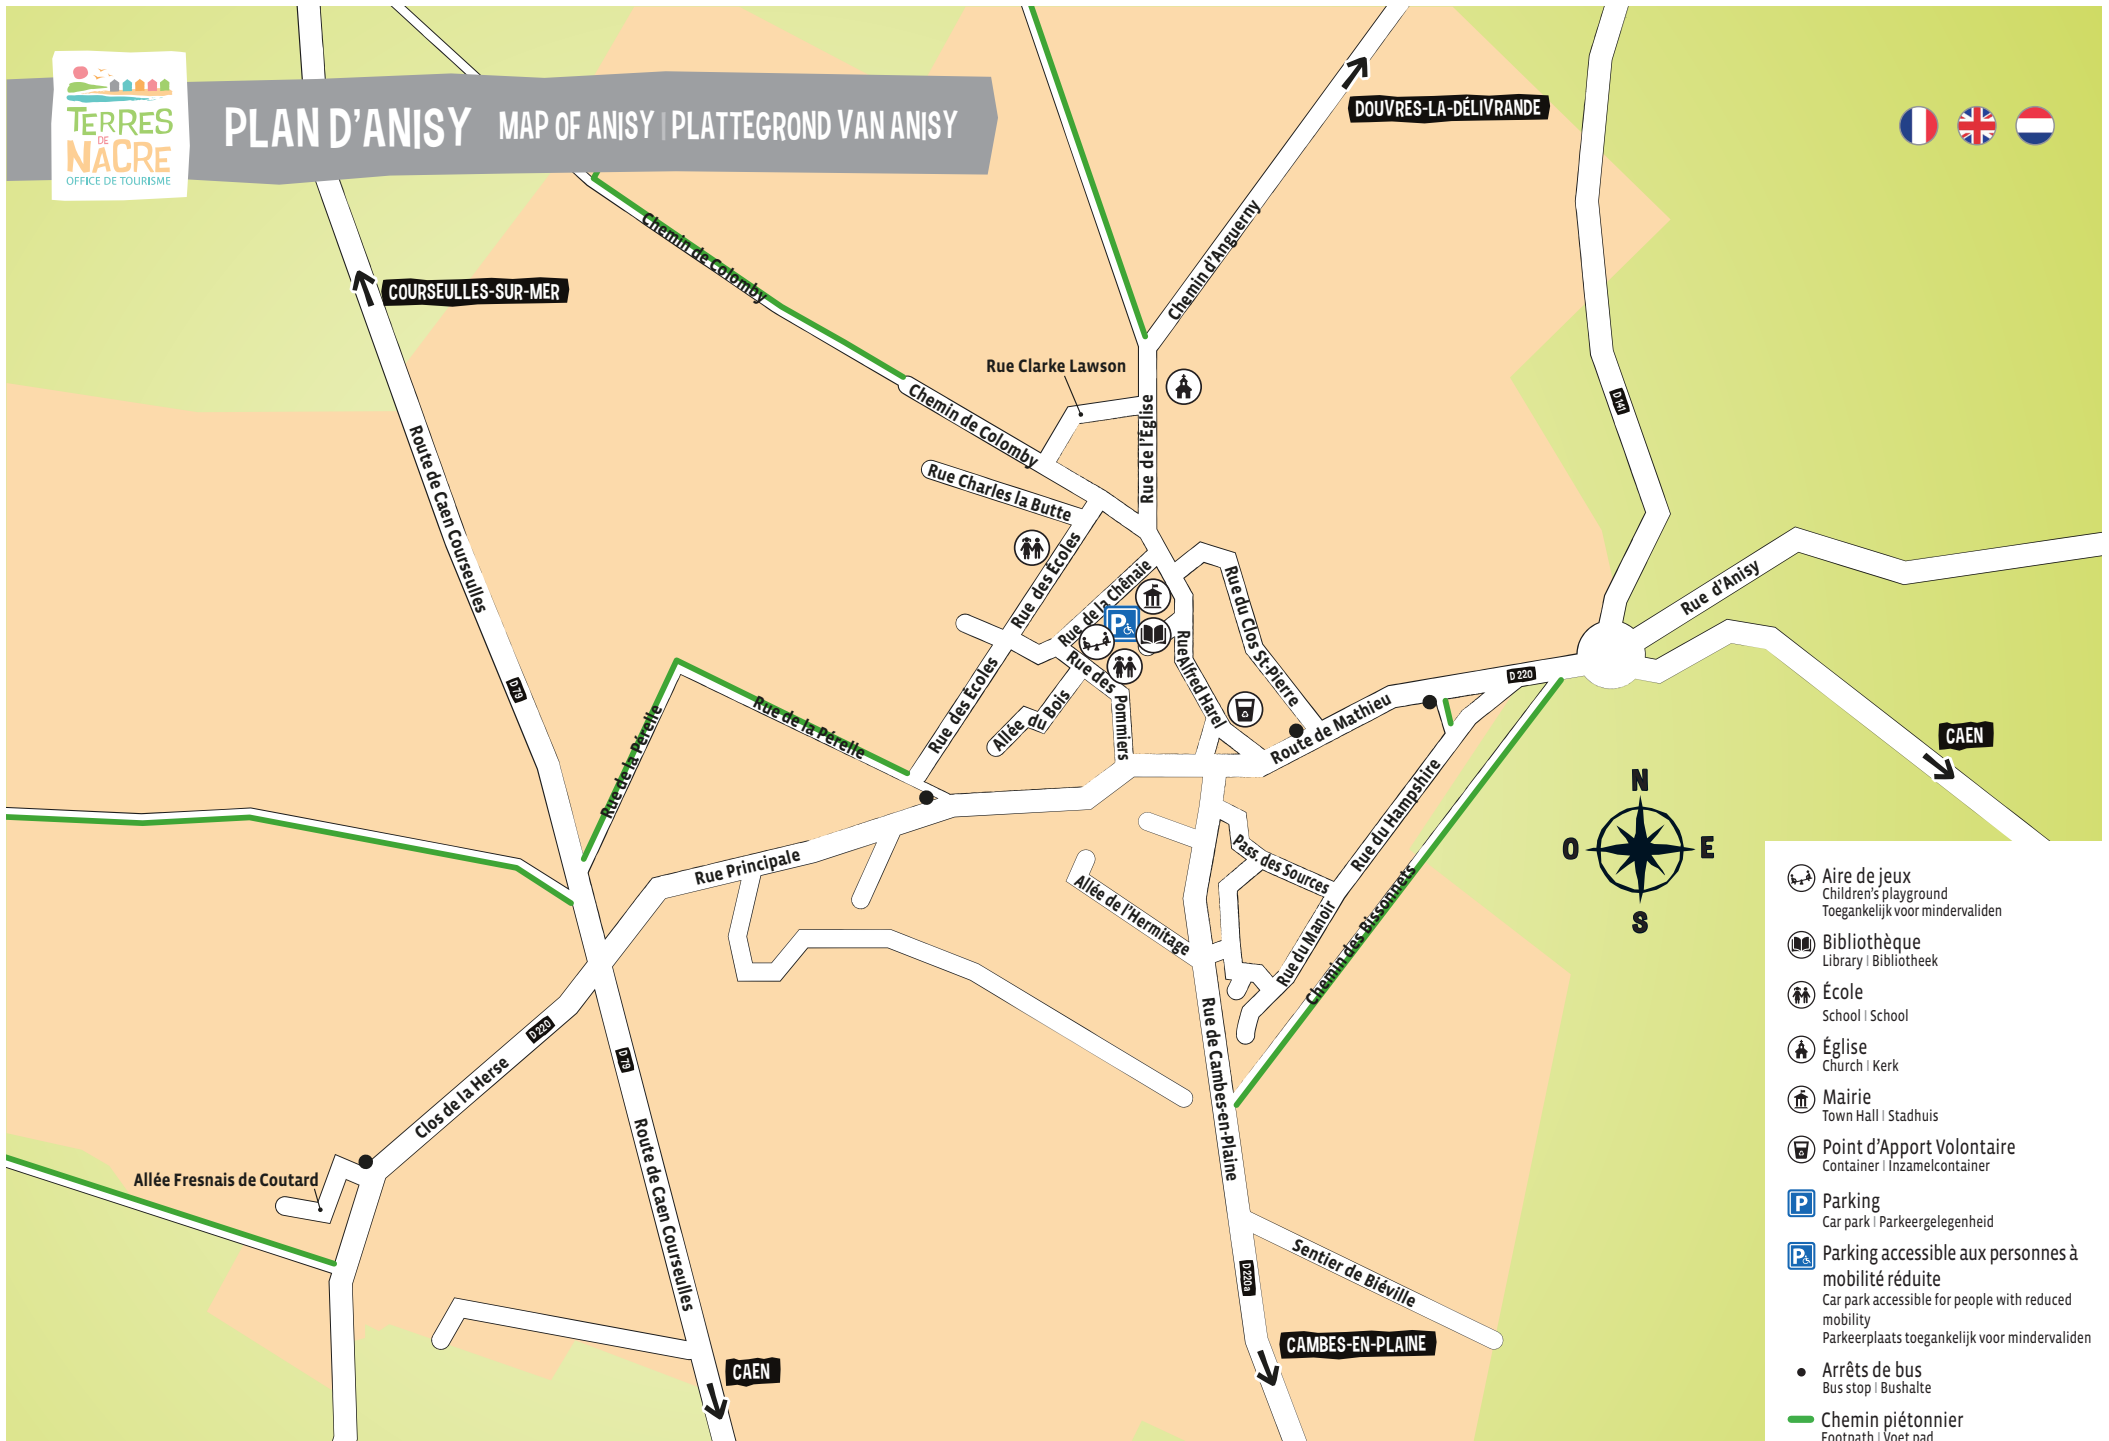 TERRES
DE
NACRE
OFFICE DE TOURISME
PLAN D'ANISY MAP OF ANISY | PLATTEGROND VAN ANISY
DOUVRES-LA-DÉLIVRANDE
COURSEULLES-SUR-MER
Chemin de Colomby
Chemin d'Anguerny
Rue Clarke Lawson
Chemin de Colomby
Rue de l'Église
D 141
Route de Caen Courseulles
Rue Charles la Butte
Rue des Écoles
Rue de la Chênaie
Rue du Clos St-Pierre
Rue d'Anisy
P
Rue Alfred Harel
Rue des
Pommiers
Rue des Écoles
Allée du Bois
D 79
D 220
Rue de la Pérelle
Rue de la Pérelle
Route de Mathieu
CAEN
N
O
E
S
Rue du Hampshire
Rue Principale
Pass. des Sources
Allée de l'Hermitage
Rue du Manoir
Chemin des Bissonnets
D 220
D 79
Clos de la Herse
Rue de Cambes-en-Plaine
Allée Fresnais de Coutard
Route de Caen Courseulles
Sentier de Biéville
D 220a
CAMBES-EN-PLAINE
CAEN
Aire de jeux
Children's playground
Toegankelijk voor mindervaliden
Bibliothèque
Library | Bibliotheek
École
School | School
Église
Church | Kerk
Mairie
Town Hall | Stadhuis
Point d'Apport Volontaire
Container | Inzamelcontainer
P Parking
Car park | Parkeergelegenheid
P Parking accessible aux personnes à
mobilité réduite
Car park accessible for people with reduced
mobility
Parkeerplaats toegankelijk voor mindervaliden
Arrêts de bus
Bus stop | Bushalte
Chemin piétonnier
Footpath | Voet pad